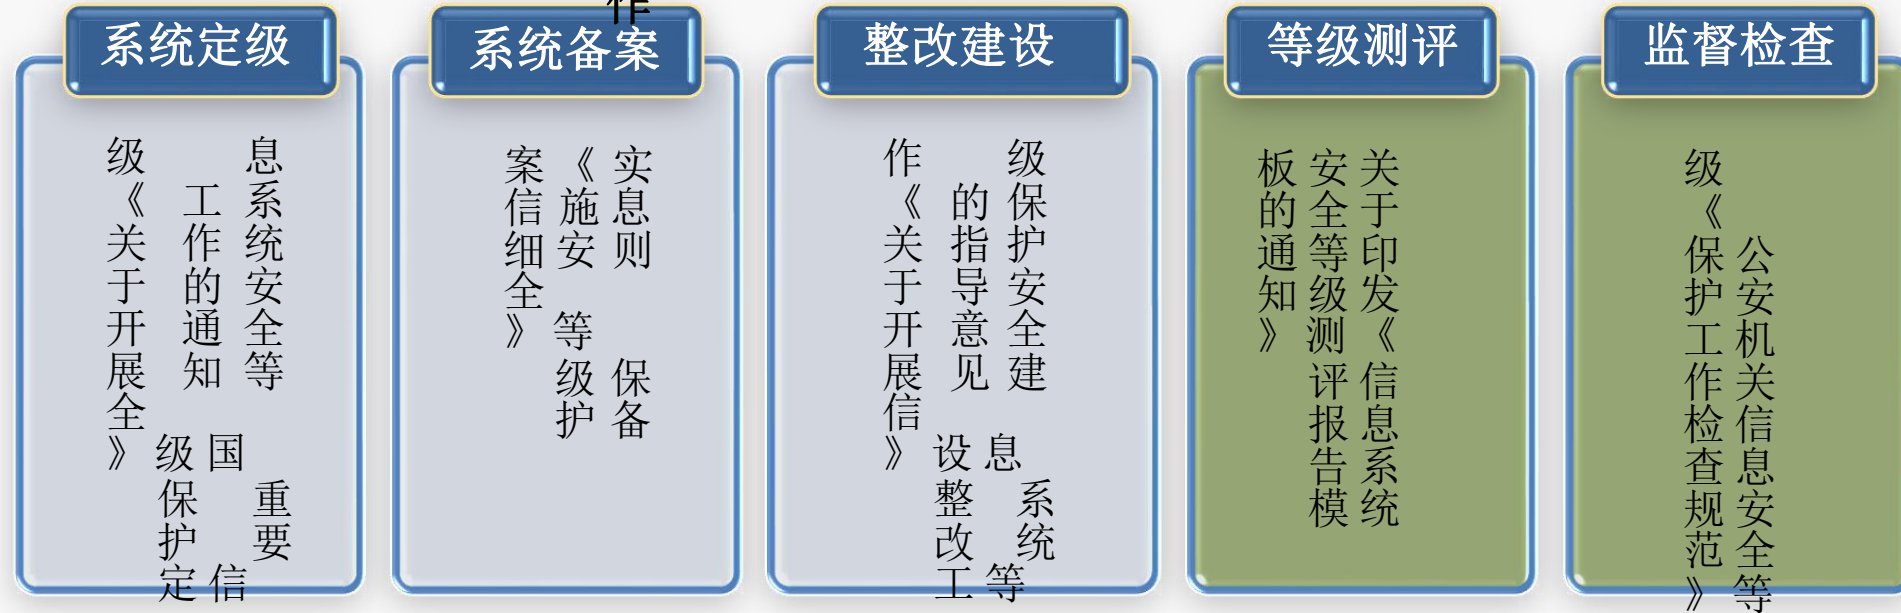 作
系统定级
息系统安全等
重要
国
信
工作的通知
级保护定
级《关于开展全》
系统备案
实息则
保备
《施安
等级护
案信细全》
整改建设
级保护安全建
系统
息
等
的指导意见
设整改工
作《关于开展信》
等级测评
关于印发《信息系统
安全等级测评报告模
板的通知》
监督检查
公安机关信息安全等
级《保护工作检查规范》